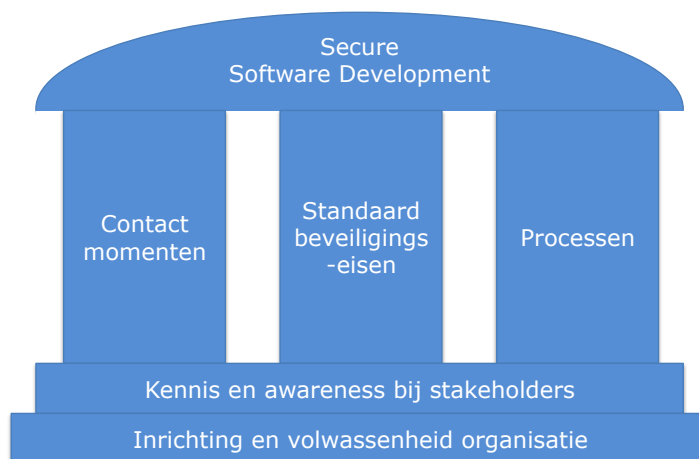 Secure
Software Development
Contact
momenten
Standaard
beveiligings
-eisen
Processen
Kennis en awareness bij stakeholders
Inrichting en volwassenheid organisatie